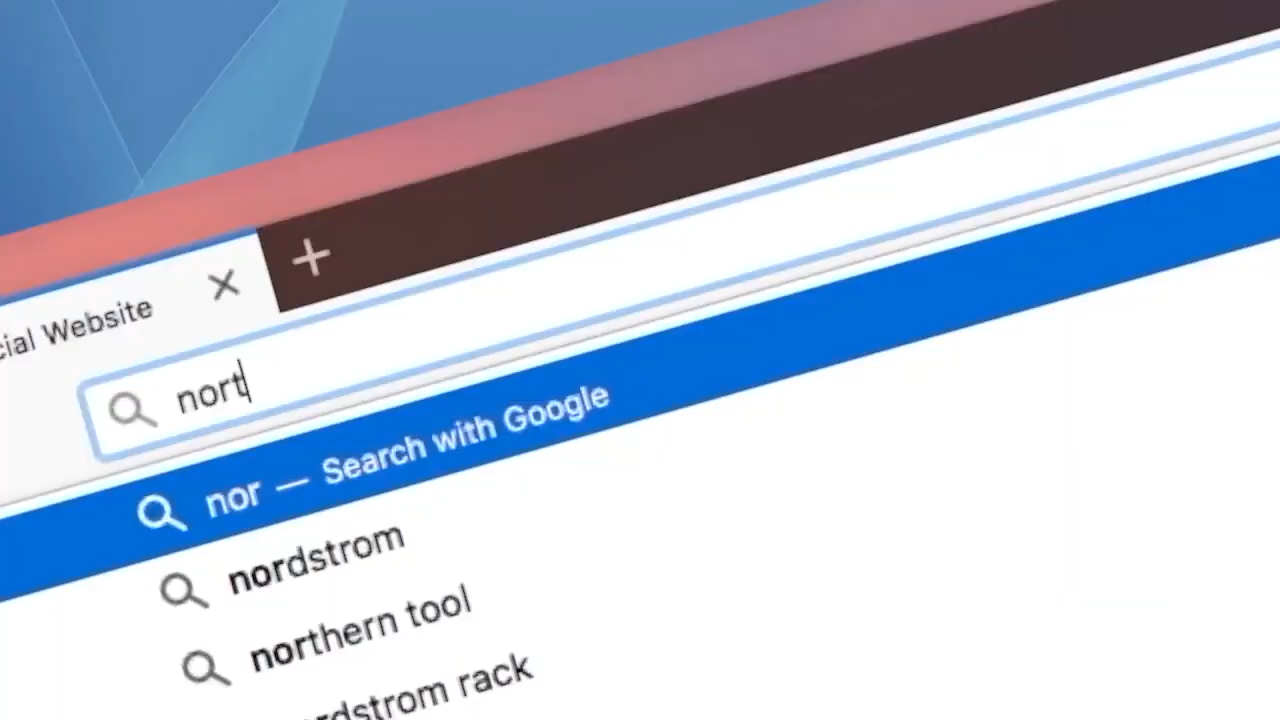 cial Website
nort
nor — Search with Google
nordstrom
northern tool
rdstrom rack